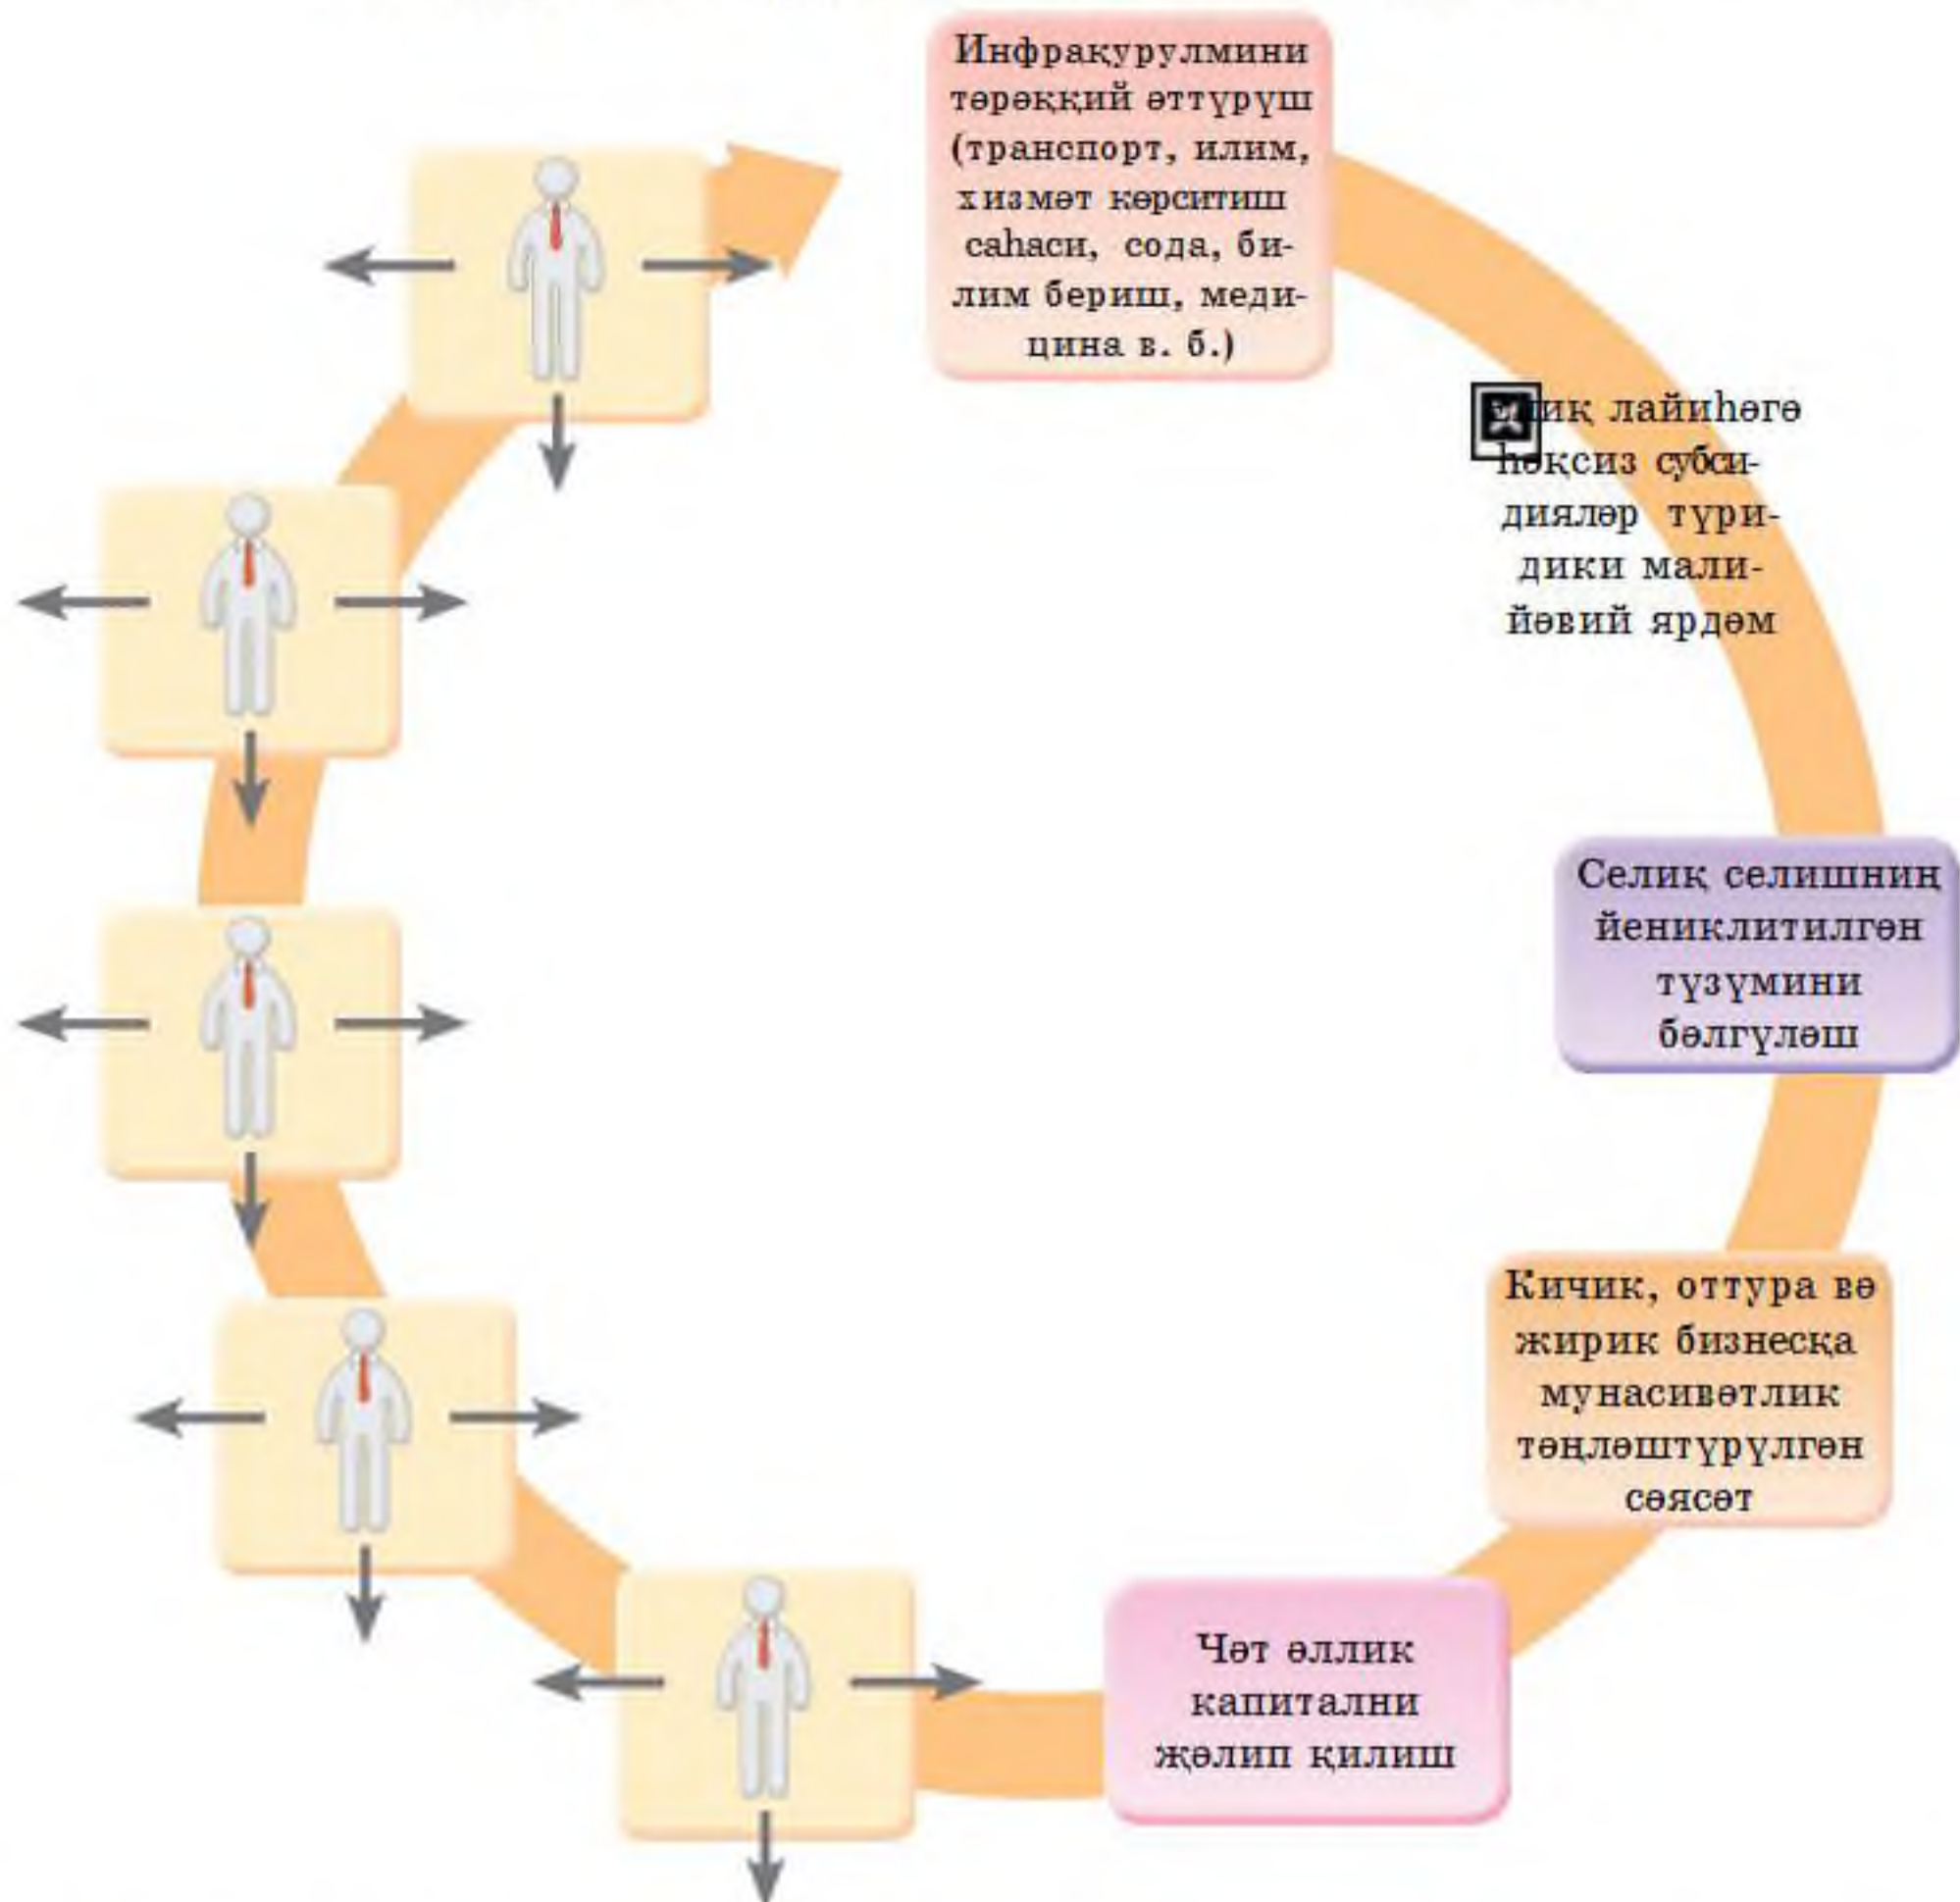 Инфрақурулмини
тәрәққий әттүрүш
(транспорт, илим,
хизмәт көрситиш
саһаси, сода, би-
лим бериш, меди-
цина в. б.)
лайиһәгә
һәқсиз субси-
дияләр түри-
дики мали-
йәвий ярдәм
Селиқ селишниң
йениклитилгән
түзүмини
бәлгүләш
Кичик, оттура вә
жирик бизнесқа
мунасивәтлик
тәңләштүрүлгән
сәясәт
Чәт әллик
капитални
җәлип қилиш